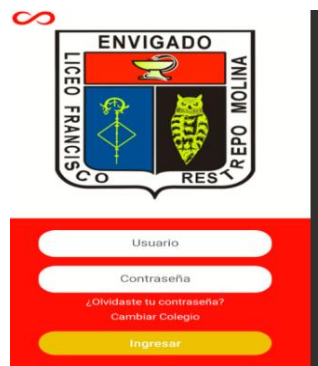 ENVIGADO
LICEO FRANCISCO RESTREPO MOLINA
Usuario
Contraseña
¿Olvidaste tu contraseña?
Cambiar Colegio
Ingresar